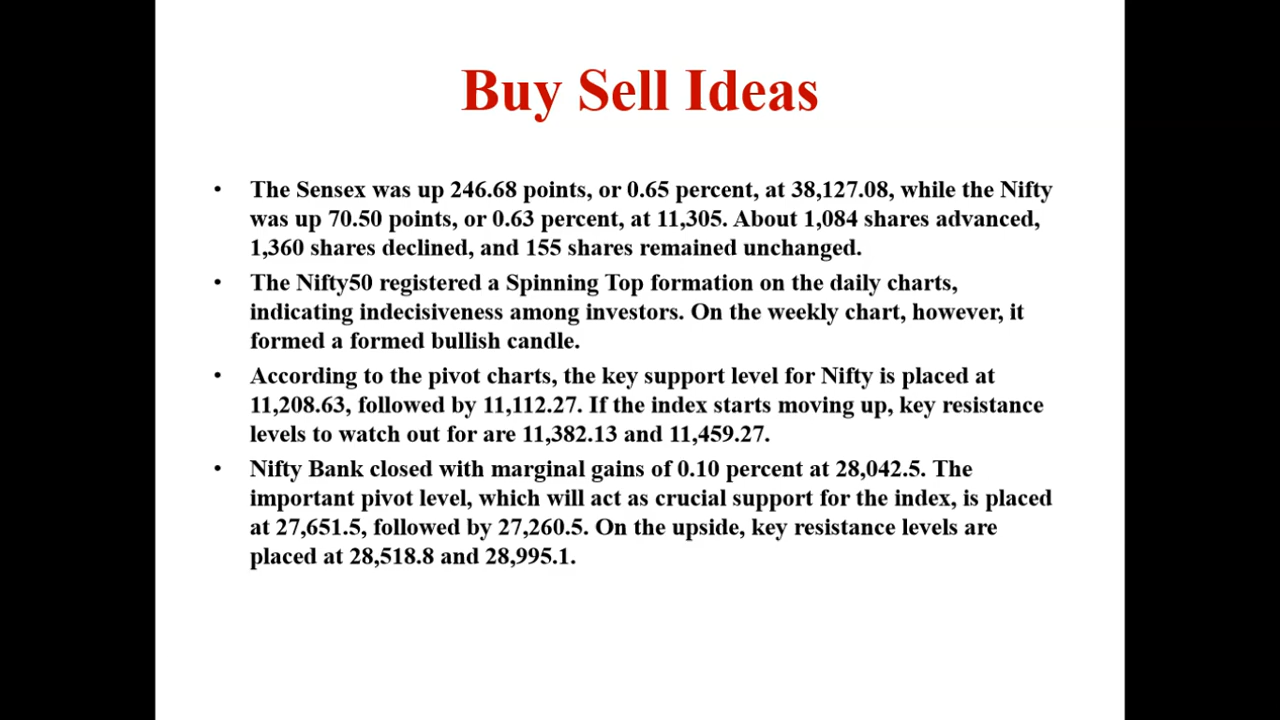 Buy Sell Ideas
• The Sensex was up 246.68 points, or 0.65 percent, at 38,127.08, while the Nifty
was up 70.50 points, or 0.63 percent, at 11,305. About 1,084 shares advanced,
1,360 shares declined, and 155 shares remained unchanged.
• The Nifty50 registered a Spinning Top formation on the daily charts,
indicating indecisiveness among investors. On the weekly chart, however, it
formed a formed bullish candle.
• According to the pivot charts, the key support level for Nifty is placed at
11,208.63, followed by 11,112.27. If the index starts moving up, key resistance
levels to watch out for are 11,382.13 and 11,459.27.
• Nifty Bank closed with marginal gains of 0.10 percent at 28,042.5. The
important pivot level, which will act as crucial support for the index, is placed
at 27,651.5, followed by 27,260.5. On the upside, key resistance levels are
placed at 28,518.8 and 28,995.1.